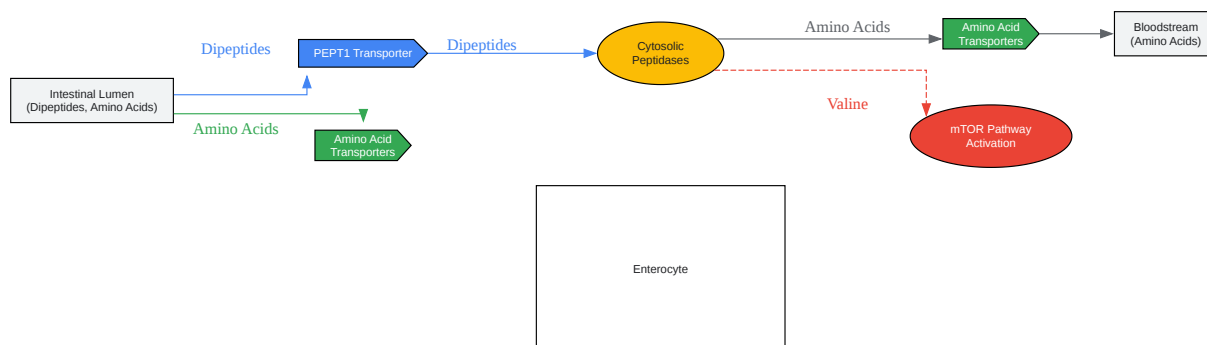 Intestinal Lumen
(Dipeptides, Amino Acids)
Dipeptides
Amino Acids
PEPT1 Transporter
Amino Acid
Transporters
Dipeptides
Cytosolic
Peptidases
Amino Acids
Valine
Amino Acid
Transporters
mTOR Pathway
Activation
Bloodstream
(Amino Acids)
Enterocyte